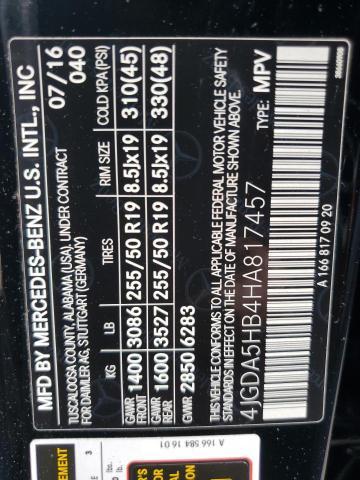 MFD BY MERCEDES-BENZ U.S. INTL., INC
TUSCALOOSA COUNTY, ALABAMA (USA), UNDER CONTRACT
FOR DAIMLER AG, STUTTGART (GERMANY)
07/16
040
KG LB TIRES RIM SIZE COLD KPA (PSI)
GAWR FRONT 1400 3086 255/50 R19 8.5Jx19 310(45)
GAWR REAR 1600 3527 255/50 R19 8.5Jx19 330(48)
GVWR 2850 6283
THIS VEHICLE CONFORMS TO ALL APPLICABLE FEDERAL MOTOR VEHICLE SAFETY
AND THEFT PREVENTION STANDARDS IN EFFECT ON THE DATE OF MANUFACTURE SHOWN ABOVE.
4JGDA5HB4HA817457
TYPE: MPV
A 166 817 09 20
A 166 584 16 01
3